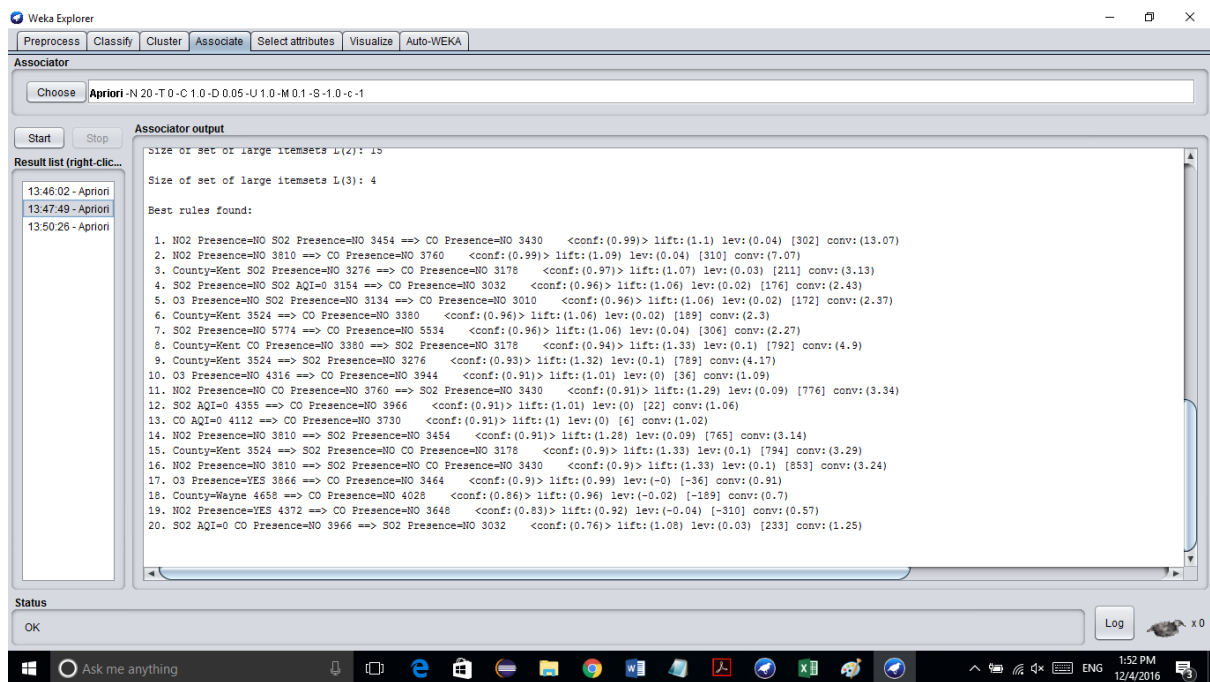 Weka Explorer
Preprocess Classify Cluster Associate Select attributes Visualize Auto-WEKA
Associator
Choose Apriori -N 20 -T 0 -C 1.0 -D 0.05 -U 1.0 -M 0.1 -S -1.0 -c -1
Start Stop
Result list (right-clic...
13:46:02 - Apriori
13:47:49 - Apriori
13:50:26 - Apriori
Associator output
Size of set of large itemsets L(2): 15
Size of set of large itemsets L(3): 4
Best rules found:
1. NO2 Presence=NO SO2 Presence=NO 3454 ==> CO Presence=NO 3430 <conf:(0.99)> lift:(1.1) lev:(0.04) [302] conv:(13.07)
2. NO2 Presence=NO 3810 ==> CO Presence=NO 3760 <conf:(0.99)> lift:(1.09) lev:(0.04) [310] conv:(7.07)
3. County=Kent SO2 Presence=NO 3276 ==> CO Presence=NO 3178 <conf:(0.97)> lift:(1.07) lev:(0.03) [211] conv:(3.13)
4. SO2 Presence=NO SO2 AQI=0 3154 ==> CO Presence=NO 3032 <conf:(0.96)> lift:(1.06) lev:(0.02) [176] conv:(2.43)
5. O3 Presence=NO SO2 Presence=NO 3134 ==> CO Presence=NO 3010 <conf:(0.96)> lift:(1.06) lev:(0.02) [172] conv:(2.37)
6. County=Kent 3524 ==> CO Presence=NO 3380 <conf:(0.96)> lift:(1.06) lev:(0.02) [189] conv:(2.3)
7. SO2 Presence=NO 5774 ==> CO Presence=NO 5534 <conf:(0.96)> lift:(1.06) lev:(0.04) [306] conv:(2.27)
8. County=Kent CO Presence=NO 3380 ==> SO2 Presence=NO 3178 <conf:(0.94)> lift:(1.33) lev:(0.1) [792] conv:(4.9)
9. County=Kent 3524 ==> SO2 Presence=NO 3276 <conf:(0.93)> lift:(1.32) lev:(0.1) [789] conv:(4.17)
10. O3 Presence=NO 4316 ==> CO Presence=NO 3944 <conf:(0.91)> lift:(1.01) lev:(0) [36] conv:(1.09)
11. NO2 Presence=NO CO Presence=NO 3760 ==> SO2 Presence=NO 3430 <conf:(0.91)> lift:(1.29) lev:(0.09) [776] conv:(3.34)
12. SO2 AQI=0 4355 ==> CO Presence=NO 3966 <conf:(0.91)> lift:(1.01) lev:(0) [22] conv:(1.06)
13. CO AQI=0 4112 ==> CO Presence=NO 3730 <conf:(0.91)> lift:(1) lev:(0) [6] conv:(1.02)
14. NO2 Presence=NO 3810 ==> SO2 Presence=NO 3454 <conf:(0.91)> lift:(1.28) lev:(0.09) [765] conv:(3.14)
15. County=Kent 3524 ==> SO2 Presence=NO CO Presence=NO 3178 <conf:(0.9)> lift:(1.33) lev:(0.1) [794] conv:(3.29)
16. NO2 Presence=NO 3810 ==> SO2 Presence=NO CO Presence=NO 3430 <conf:(0.9)> lift:(1.33) lev:(0.1) [853] conv:(3.24)
17. O3 Presence=YES 3866 ==> CO Presence=NO 3464 <conf:(0.9)> lift:(0.99) lev:(-0) [-36] conv:(0.91)
18. County=Wayne 4658 ==> CO Presence=NO 4028 <conf:(0.86)> lift:(0.96) lev:(-0.02) [-189] conv:(0.7)
19. NO2 Presence=YES 4372 ==> CO Presence=NO 3648 <conf:(0.83)> lift:(0.92) lev:(-0.04) [-310] conv:(0.57)
20. SO2 AQI=0 CO Presence=NO 3966 ==> SO2 Presence=NO 3032 <conf:(0.76)> lift:(1.08) lev:(0.03) [233] conv:(1.25)
Status
OK
Log
x 0
Ask me anything
ENG
1:52 PM
12/4/2016